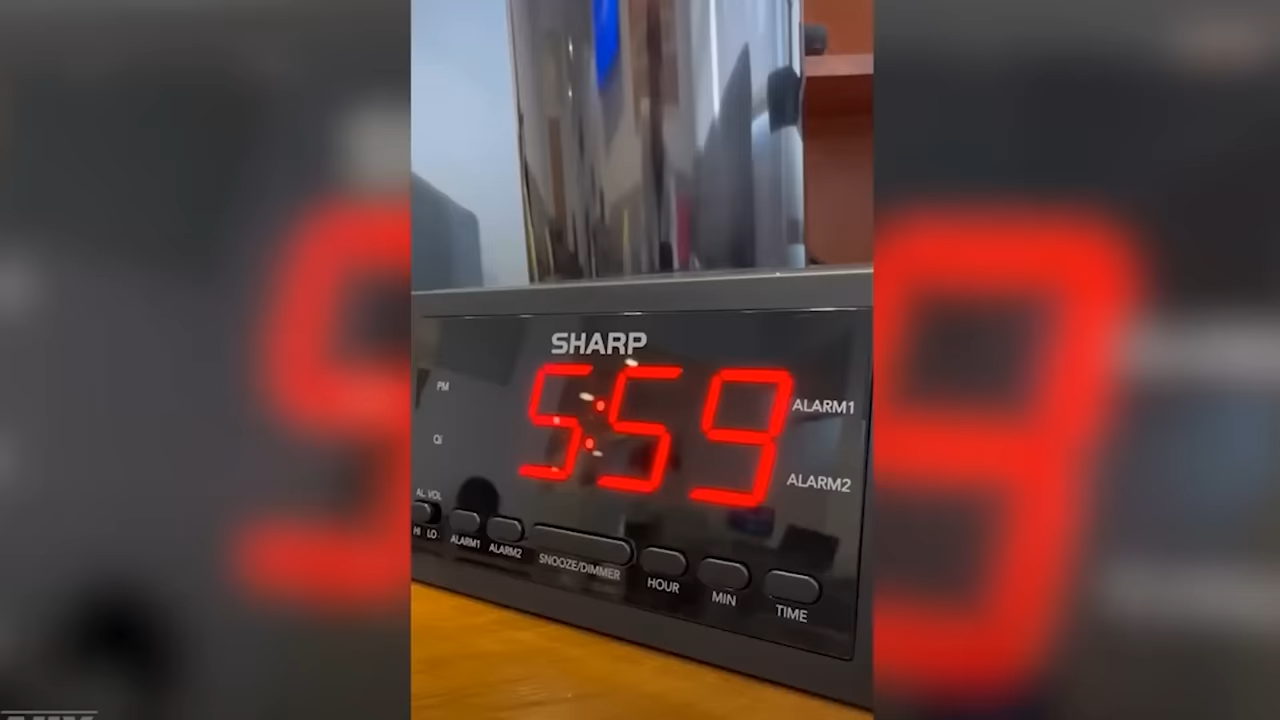 SHARP
PM
5:59
ALARM1
Qi
ALARM2
AL. VOL
HI LO
ALARM1
ALARM2
SNOOZE/DIMMER
HOUR
MIN
TIME